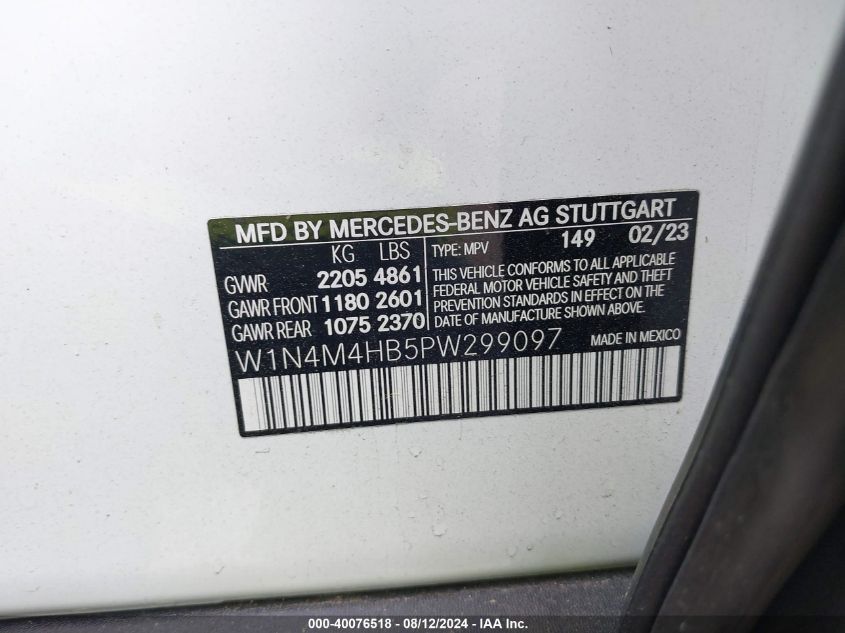 MFD BY MERCEDES-BENZ AG STUTTGART
KG LBS TYPE: MPV 149 02/23
GVWR 2205 4861
GAWR FRONT 1180 2601
GAWR REAR 1075 2370
THIS VEHICLE CONFORMS TO ALL APPLICABLE
FEDERAL MOTOR VEHICLE SAFETY AND THEFT
PREVENTION STANDARDS IN EFFECT ON THE
DATE OF MANUFACTURE SHOWN ABOVE.
W1N4M4HB5PW299097 MADE IN MEXICO
000-40076518 - 08/12/2024 - Copyright © 2024 IAA, Inc.